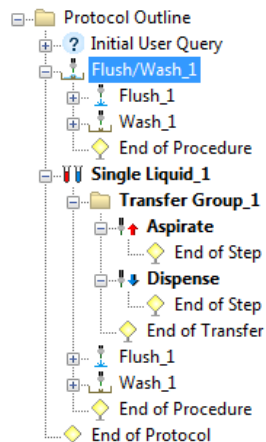 Protocol Outline
? Initial User Query
Flush/Wash_1
Flush_1
Wash_1
End of Procedure
Single Liquid_1
Transfer Group_1
Aspirate
End of Step
Dispense
End of Step
End of Transfer
Flush_1
Wash_1
End of Procedure
End of Protocol